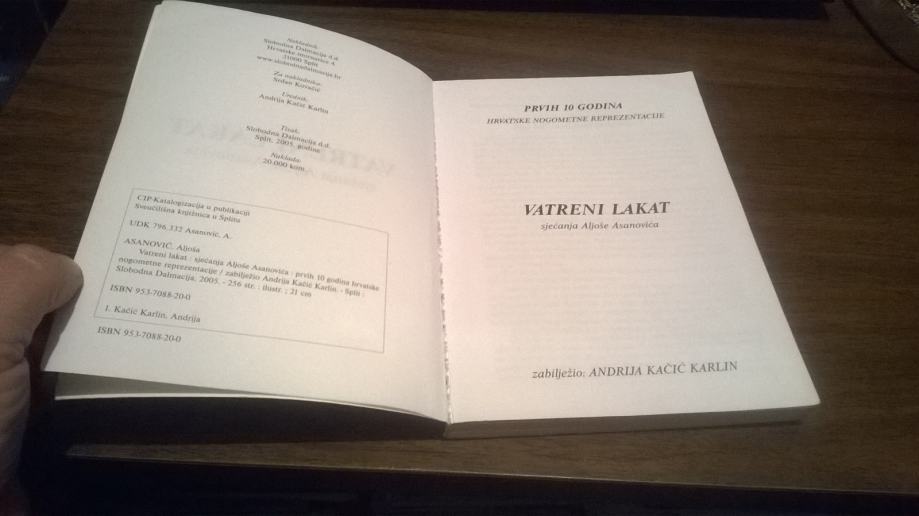 Nakladnik:
Slobodna Dalmacija d.d.
Hrvatske mornarice 4
21000 Split
www.slobodnadalmacija.hr
Za nakladnika:
Srđan Kovačić
Urednik:
Andrija Kačić Karlin
Tisak:
Slobodna Dalmacija d.d.
Split, 2005. godine
Naklada:
20.000 kom.
CIP-Katalogizacija u publikaciji
Sveučilišna knjižnica u Splitu
UDK 796.332 Asanović, A.
ASANOVIĆ, Aljoša
Vatreni lakat : sjećanja Aljoše Asanovića : prvih 10 godina hrvatske
nogometne reprezentacije / zabilježio Andrija Kačić Karlin. - Split :
Slobodna Dalmacija, 2005. - 256 str. : ilustr. ; 21 cm
ISBN 953-7088-20-0
I. Kačić Karlin, Andrija
ISBN 953-7088-20-0
PRVIH 10 GODINA
HRVATSKE NOGOMETNE REPREZENTACIJE
VATRENI LAKAT
sjećanja Aljoše Asanovića
zabilježio: ANDRIJA KAČIĆ KARLIN